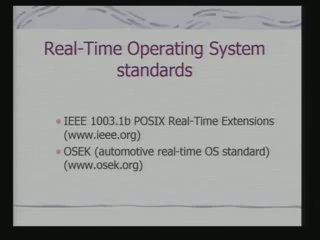 Real-Time Operating System
standards
IEEE 1003.1b POSIX Real-Time Extensions
(www.ieee.org)
OSEK (automotive real-time OS standard)
(www.osek.org)